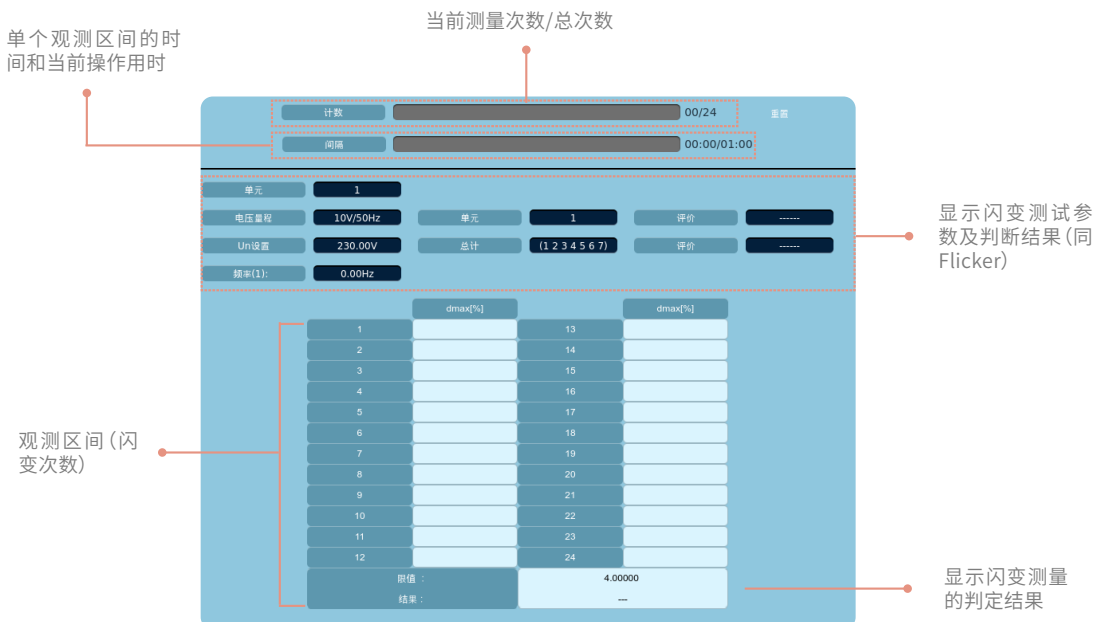 当前测量次数/总次数
单个观测区间的时
间和当前操作用时
计数 00/24 重置
间隔 00:00/01:00
单元 1
电压量程 10V/50Hz 单元 1 评价 ------
Un设置 230.00V 总计 (1 2 3 4 5 6 7) 评价 ------
频率(1): 0.00Hz
显示闪变测试参
数及判断结果(同
Flicker)
dmax[%] dmax[%]
1 13
2 14
3 15
4 16
5 17
6 18
7 19
8 20
9 21
10 22
11 23
12 24
限值 : 4.00000
结果 : ---
观测区间(闪
变次数)
显示闪变测量
的判定结果